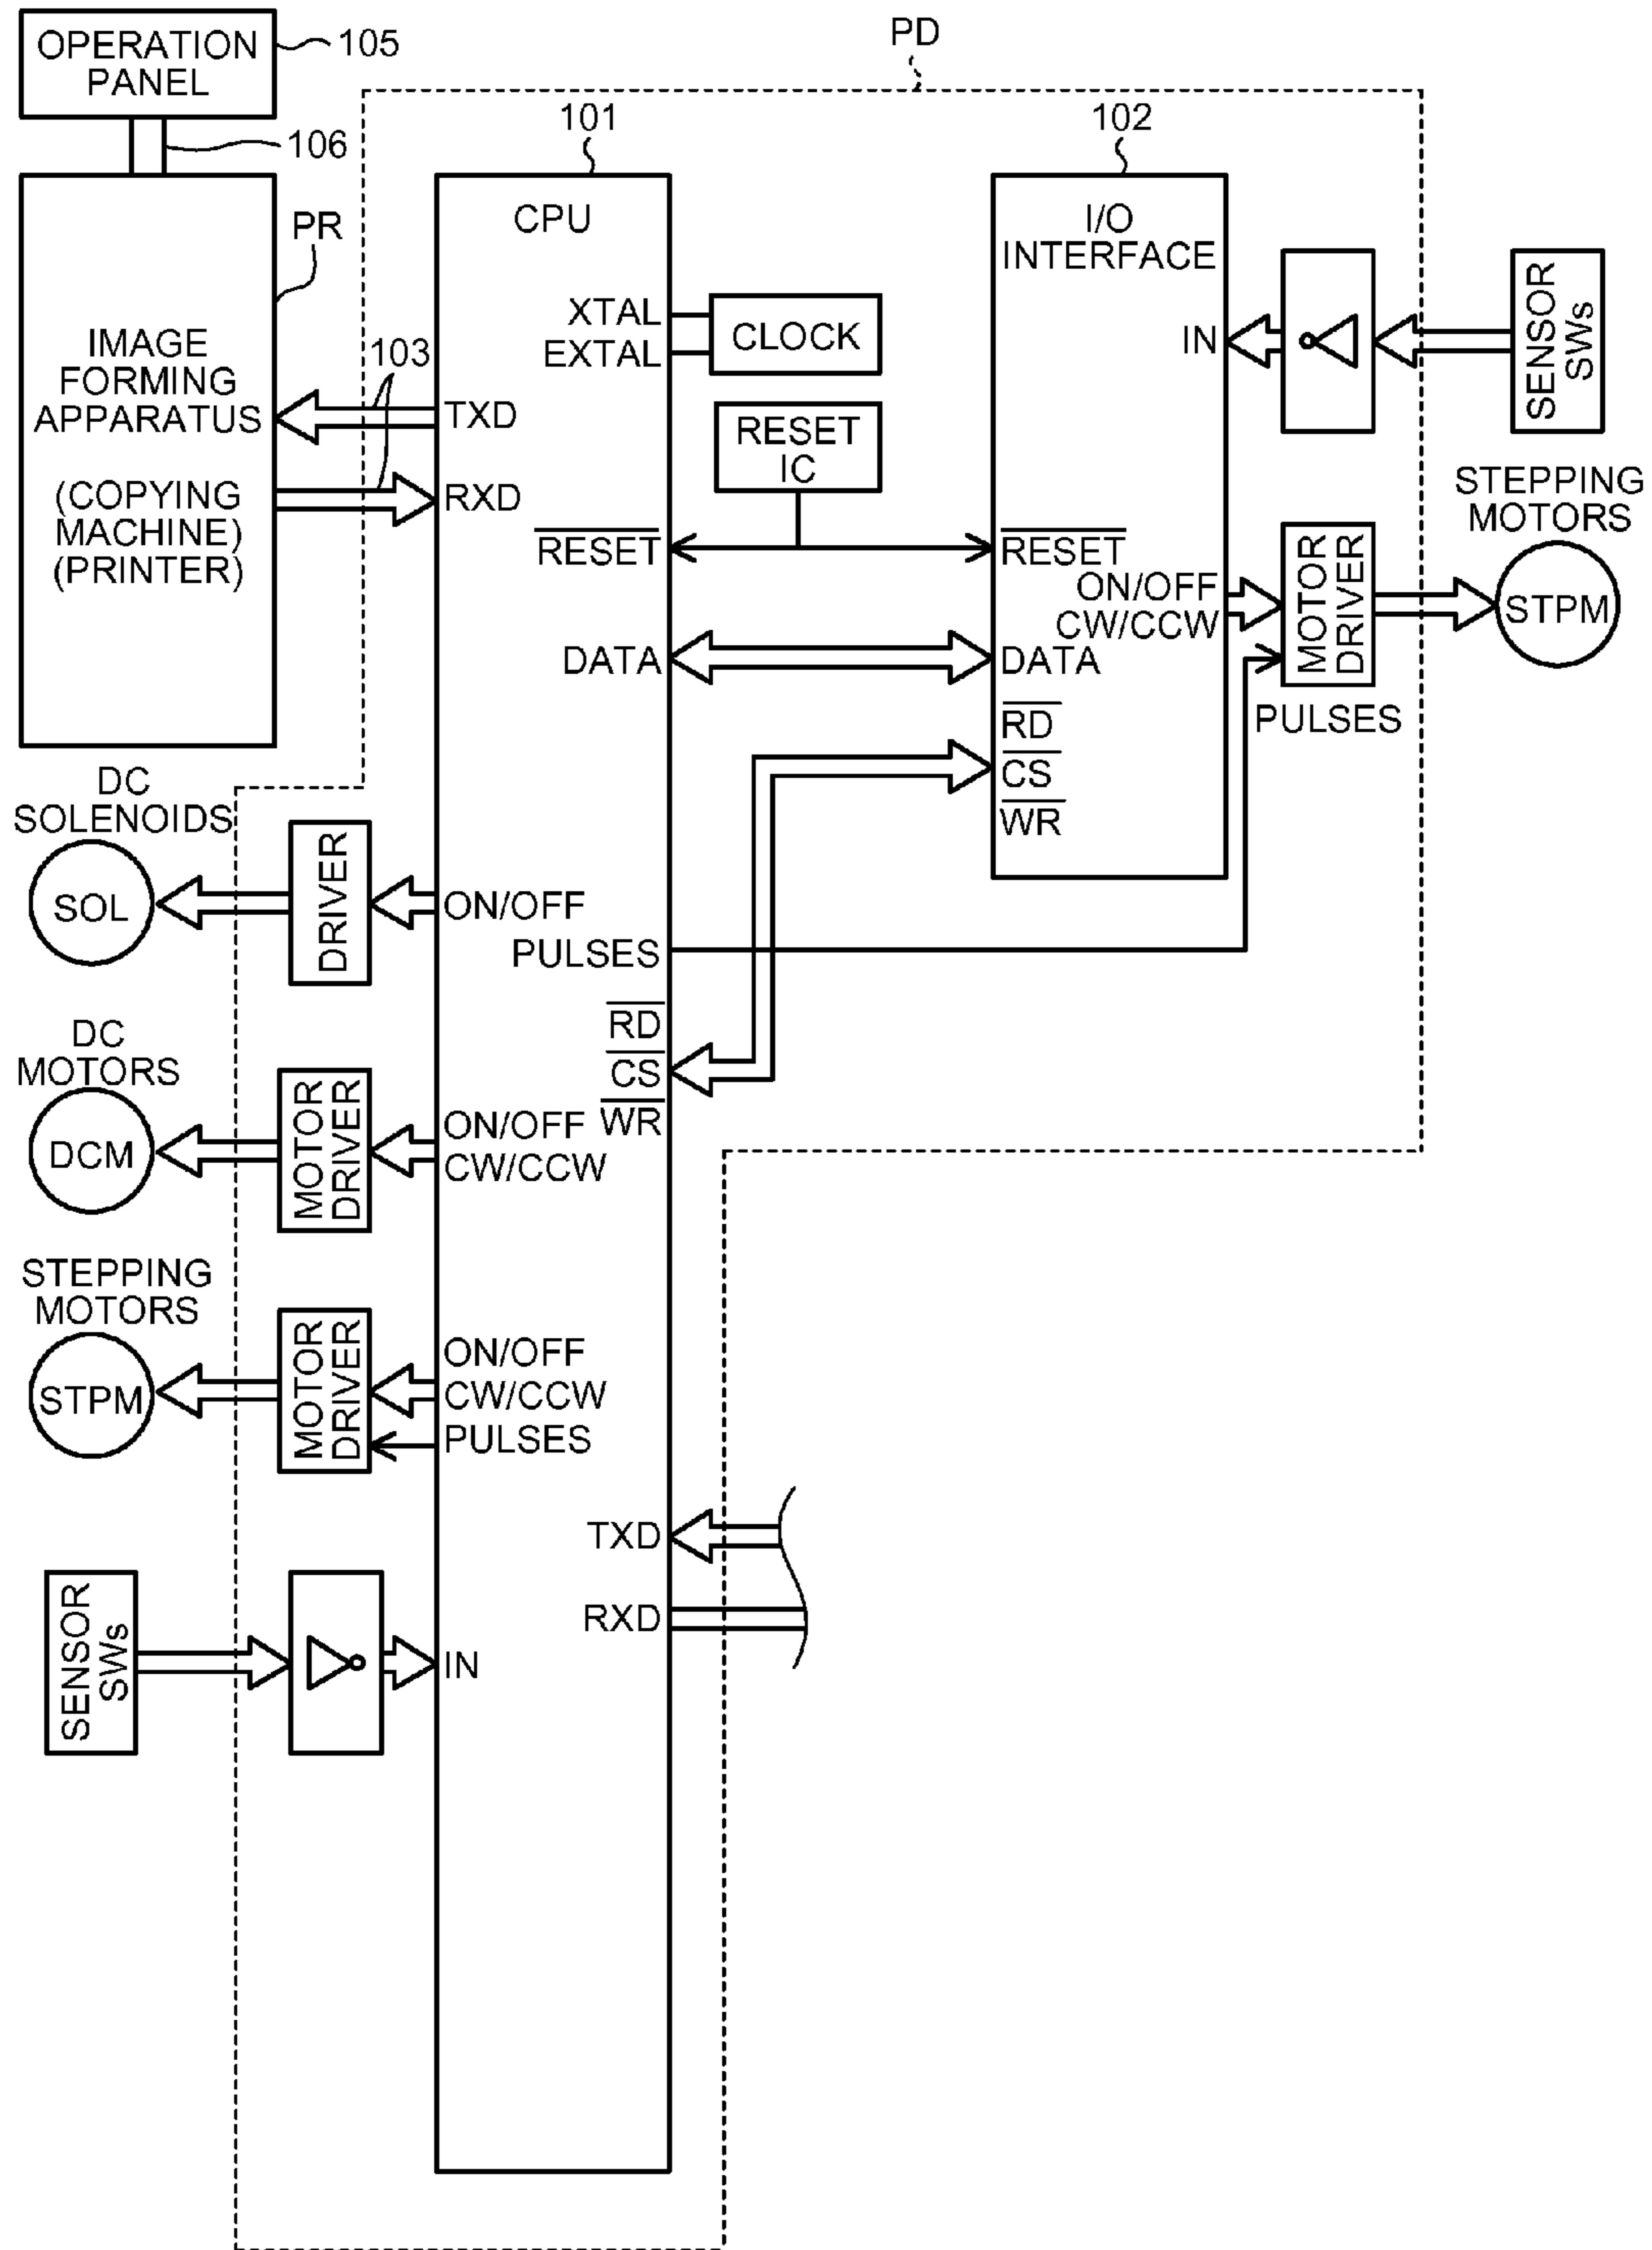 OPERATION
PANEL
105
106
PD
101
102
PR
IMAGE
FORMING
APPARATUS
(COPYING
MACHINE)
(PRINTER)
103
CPU
XTAL
EXTAL
CLOCK
TXD
RXD
RESET
IC
RESET
DATA
I/O
INTERFACE
IN
SENSOR
SWs
RESET
ON/OFF
CW/CCW
DATA
RD
CS
WR
MOTOR
DRIVER
PULSES
STEPPING
MOTORS
STPM
DC
SOLENOIDS
SOL
DRIVER
ON/OFF
PULSES
RD
CS
WR
DC
MOTORS
DCM
MOTOR
DRIVER
ON/OFF
CW/CCW
STEPPING
MOTORS
STPM
MOTOR
DRIVER
ON/OFF
CW/CCW
PULSES
TXD
RXD
SENSOR
SWs
IN